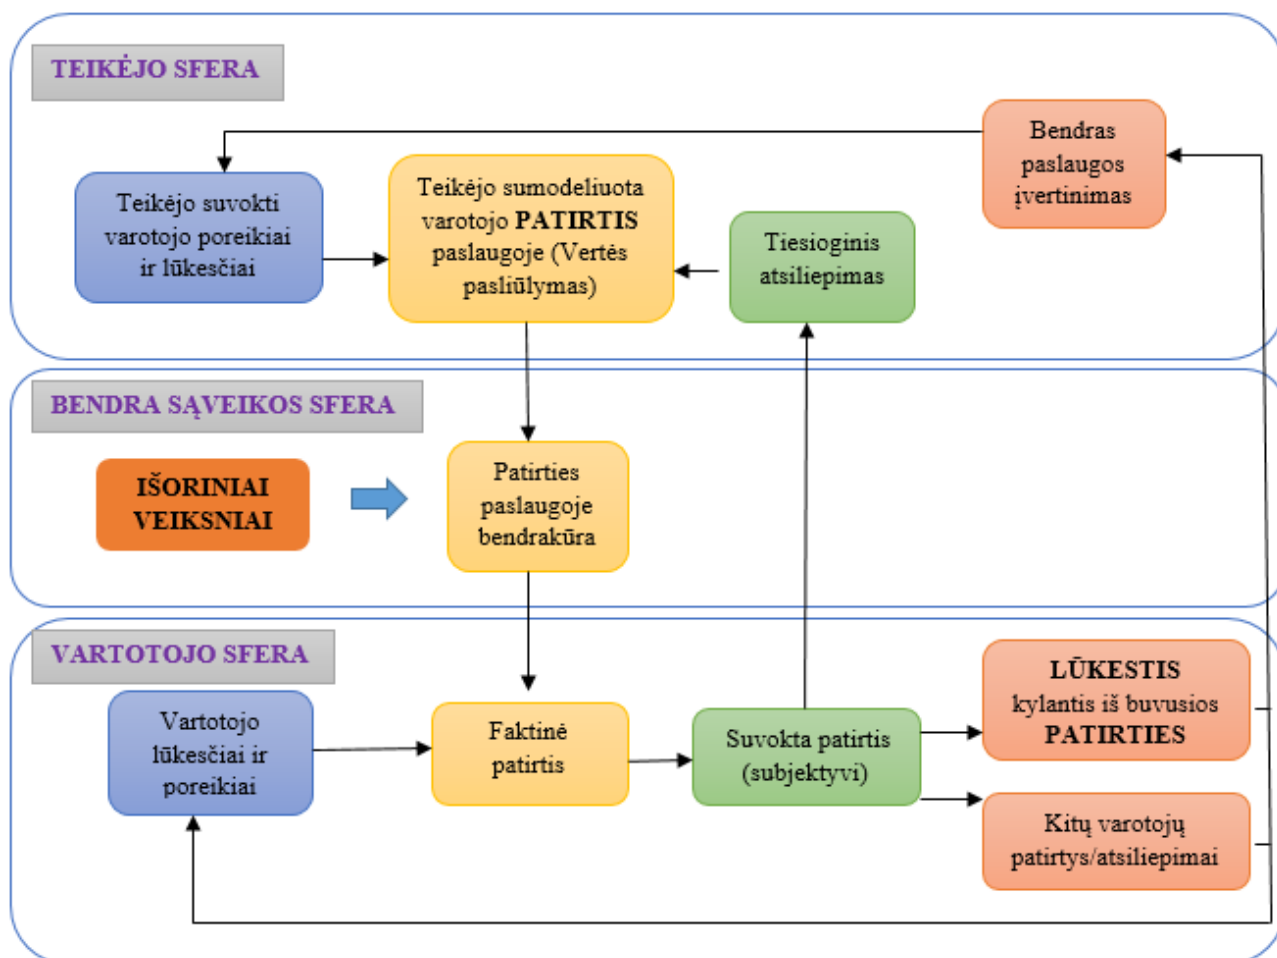 TEIKĖJO SFERA
Bendras
paslaugos
įvertinimas
Teikėjo suvokti
varotojo poreikiai
ir lūkesčiai
Teikėjo sumodeliuota
varotojo PATIRTIS
paslaugoje (Vertės
pasliūlymas)
Tiesioginis
atsiliepimas
BENDRA SĄVEIKOS SFERA
IŠORINIAI
VEIKSNIAI
Patirties
paslaugoje
bendrakūra
VARTOTOJO SFERA
Vartotojo
lūkesčiai ir
poreikiai
Faktinė
patirtis
Suvokta patirtis
(subjektyvi)
LŪKESTIS
kylantis iš buvusios
PATIRTIES
Kitų varotojų
patirtys/atsiliepimai